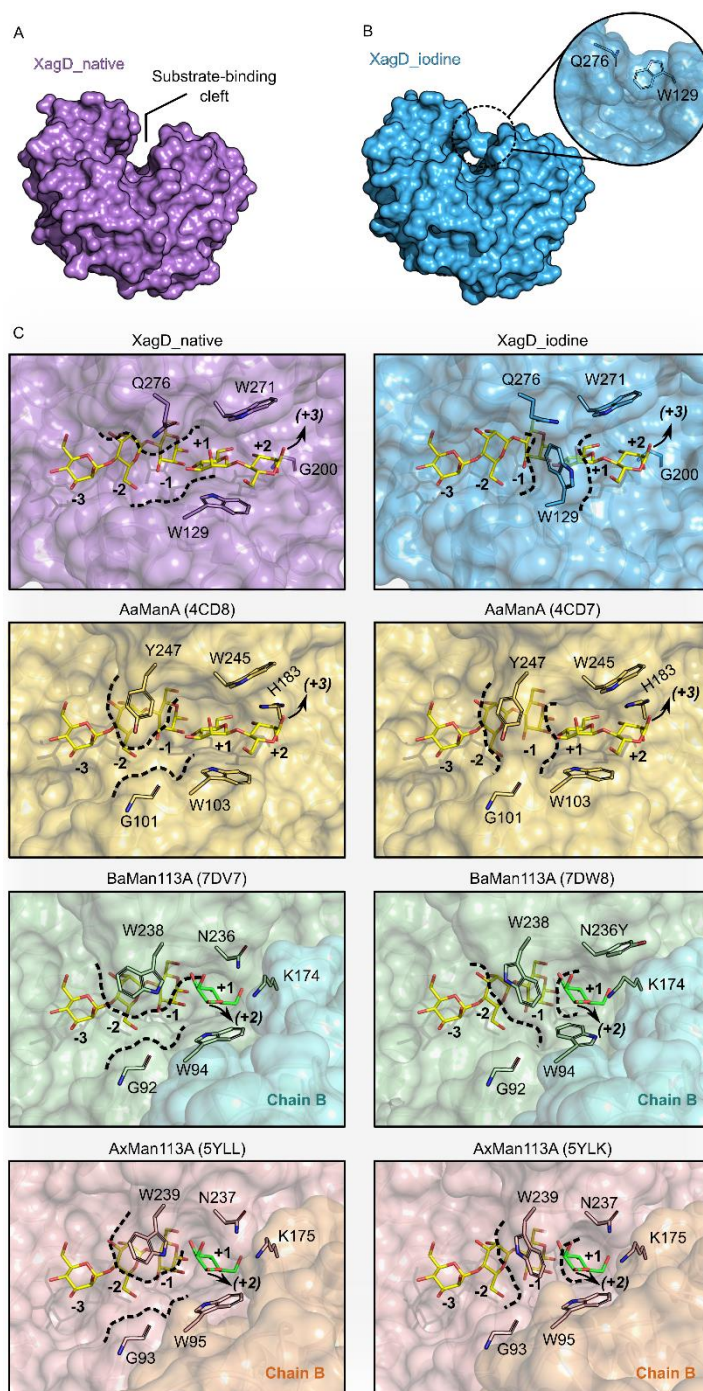 A
XagD_native
Substrate-binding
cleft
B
XagD_iodine
Q276
W129
C
XagD_native
Q276
W271
(+3)
+1
+2
G200
-1
-2
-3
W129
XagD_iodine
Q276
W271
(+3)
+2
+1
G200
-1
-2
-3
W129
AaManA (4CD8)
Y247
W245
H183
(+3)
-1
+1
+2
-2
-3
W103
G101
AaManA (4CD7)
Y247
W245
H183
(+3)
-1
+1
+2
-2
-3
W103
G101
BaMan113A (7DV7)
W238
N236
K174
+1
-1
-2
(+2)
-3
G92
W94
Chain B
BaMan113A (7DW8)
W238
N236Y
K174
+1
-1
-2
(+2)
-3
G92
W94
Chain B
AxMan113A (5YLL)
W239
N237
K175
+1
-1
-2
(+2)
-3
G93
W95
Chain B
AxMan113A (5YLK)
W239
N237
K175
+1
-1
-2
(+2)
-3
G93
W95
Chain B